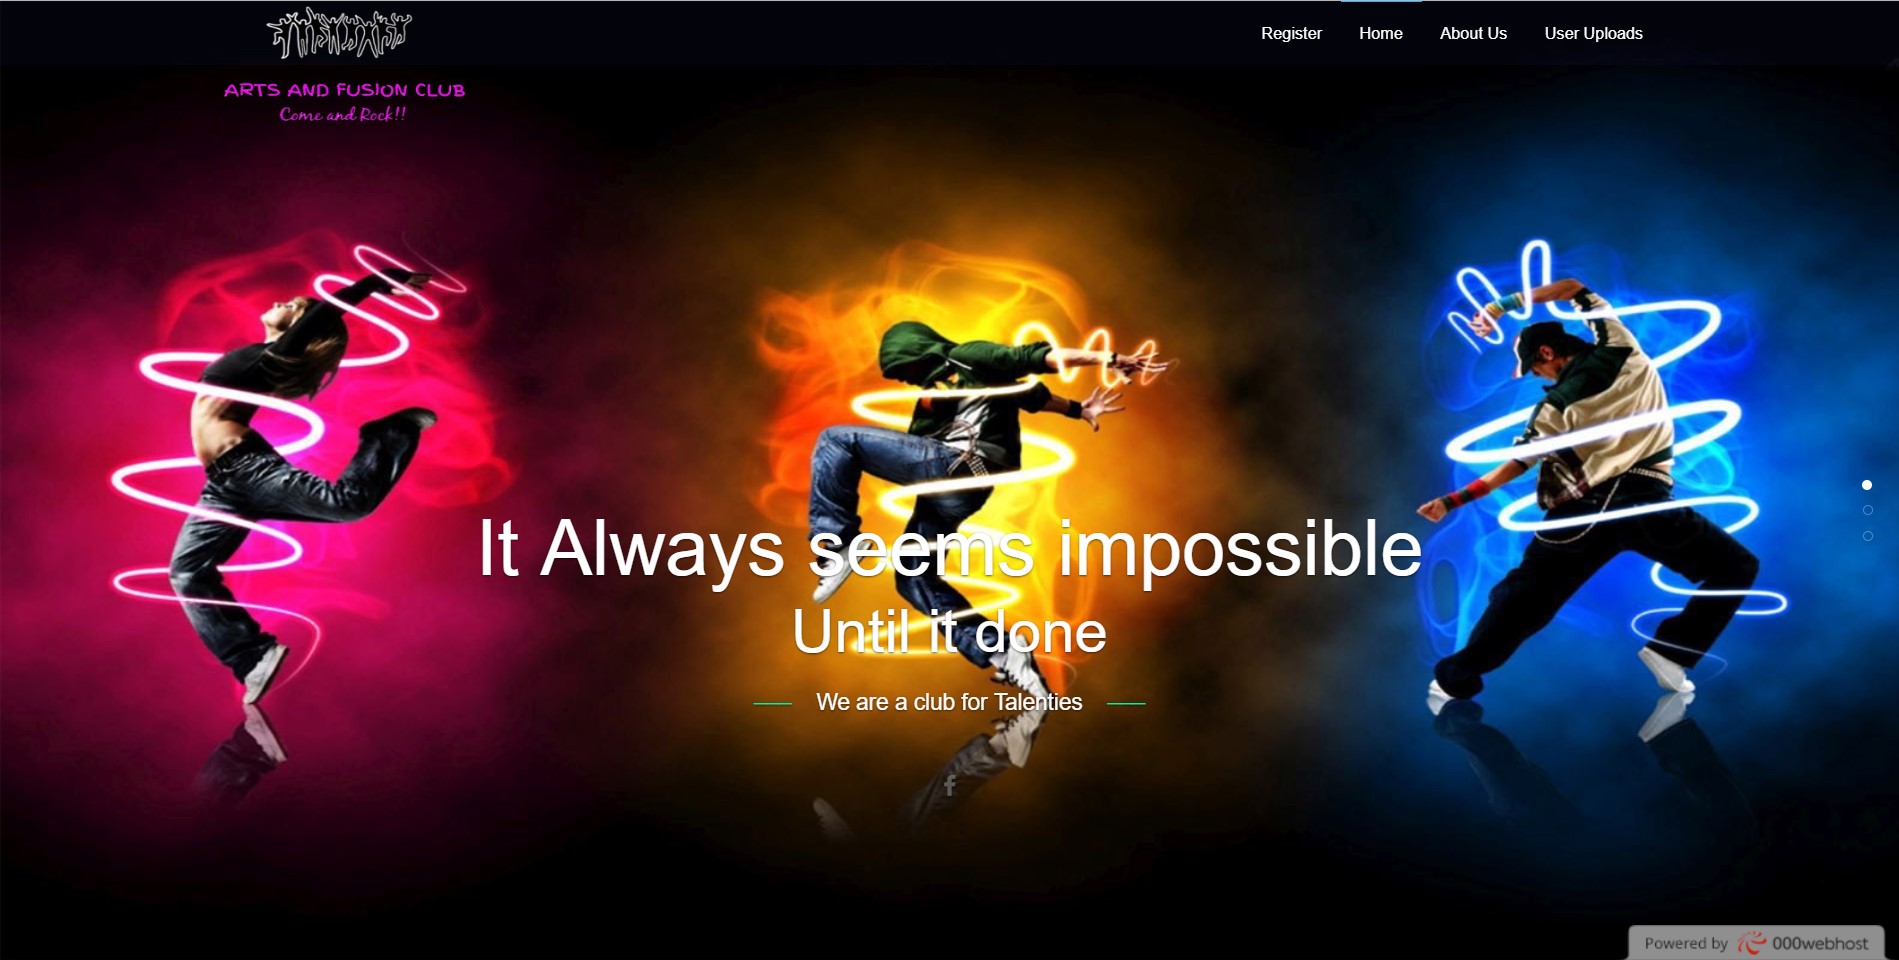 Register Home About Us User Uploads
ARTS AND FUSION CLUB
Come and Rock!!
It Always seems impossible
Until it done
We are a club for Talenties
Powered by 000webhost